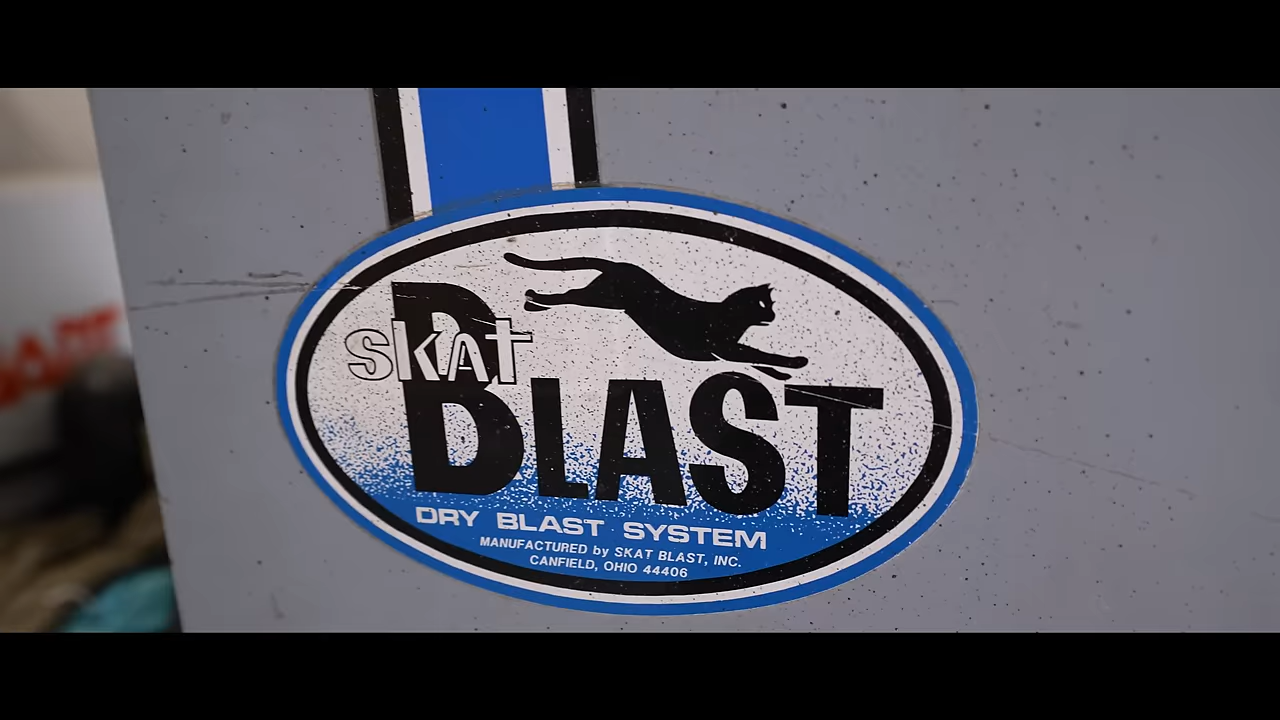 SKAT
BLAST
DRY BLAST SYSTEM
MANUFACTURED by SKAT BLAST, INC.
CANFIELD, OHIO 44406